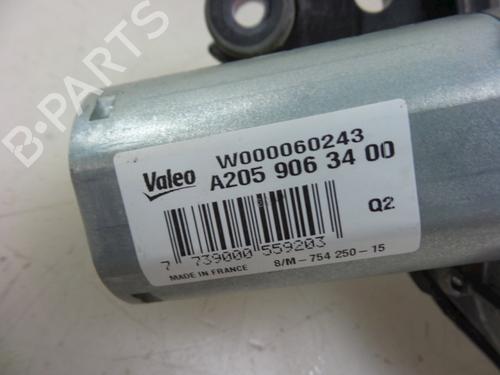 B-PARTS
Valeo
W000060243
A205 906 34 00
Q2
7 739000 559203
MADE IN FRANCE
8/M-754 250-15